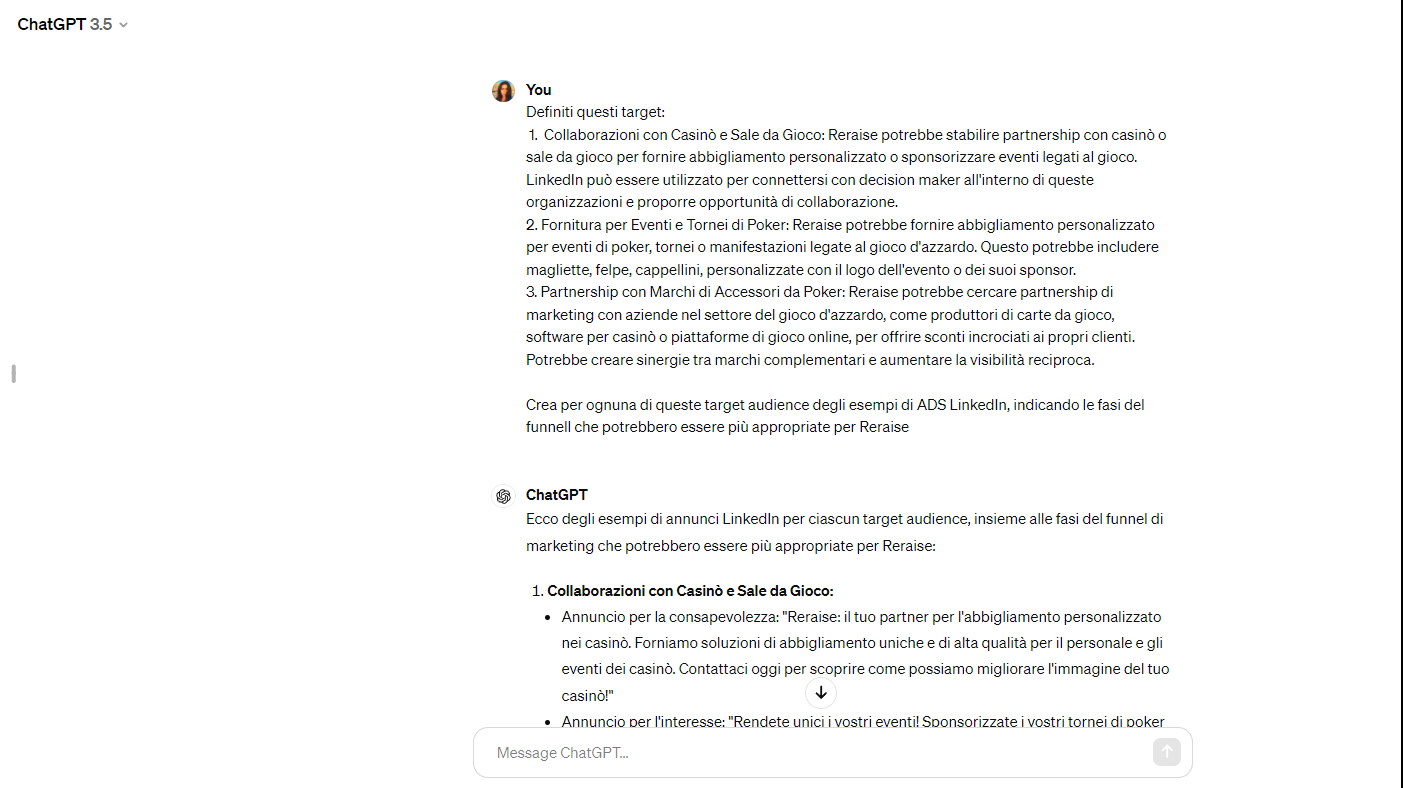 ChatGPT 3.5
You
Definiti questi target:
1. Collaborazioni con Casinò e Sale da Gioco: Reraise potrebbe stabilire partnership con casinò o
sale da gioco per fornire abbigliamento personalizzato o sponsorizzare eventi legati al gioco.
LinkedIn può essere utilizzato per connettersi con decision maker all'interno di queste
organizzazioni e proporre opportunità di collaborazione.
2. Fornitura per Eventi e Tornei di Poker: Reraise potrebbe fornire abbigliamento personalizzato
per eventi di poker, tornei o manifestazioni legate al gioco d'azzardo. Questo potrebbe includere
magliette, felpe, cappellini, personalizzate con il logo dell'evento o dei suoi sponsor.
3. Partnership con Marchi di Accessori da Poker: Reraise potrebbe cercare partnership di
marketing con aziende nel settore del gioco d'azzardo, come produttori di carte da gioco,
software per casinò o piattaforme di gioco online, per offrire sconti incrociati ai propri clienti.
Potrebbe creare sinergie tra marchi complementari e aumentare la visibilità reciproca.
Crea per ognuna di queste target audience degli esempi di ADS LinkedIn, indicando le fasi del
funnell che potrebbero essere più appropriate per Reraise
ChatGPT
Ecco degli esempi di annunci LinkedIn per ciascun target audience, insieme alle fasi del funnel di
marketing che potrebbero essere più appropriate per Reraise:
1. Collaborazioni con Casinò e Sale da Gioco:
• Annuncio per la consapevolezza: "Reraise: il tuo partner per l'abbigliamento personalizzato
nei casinò. Forniamo soluzioni di abbigliamento uniche e di alta qualità per il personale e gli
eventi dei casinò. Contattaci oggi per scoprire come possiamo migliorare l'immagine del tuo
casinò!"
• Annuncio per l'interesse: "Rendete unici i vostri eventi! Sponsorizzate i vostri tornei di poker
Message ChatGPT...